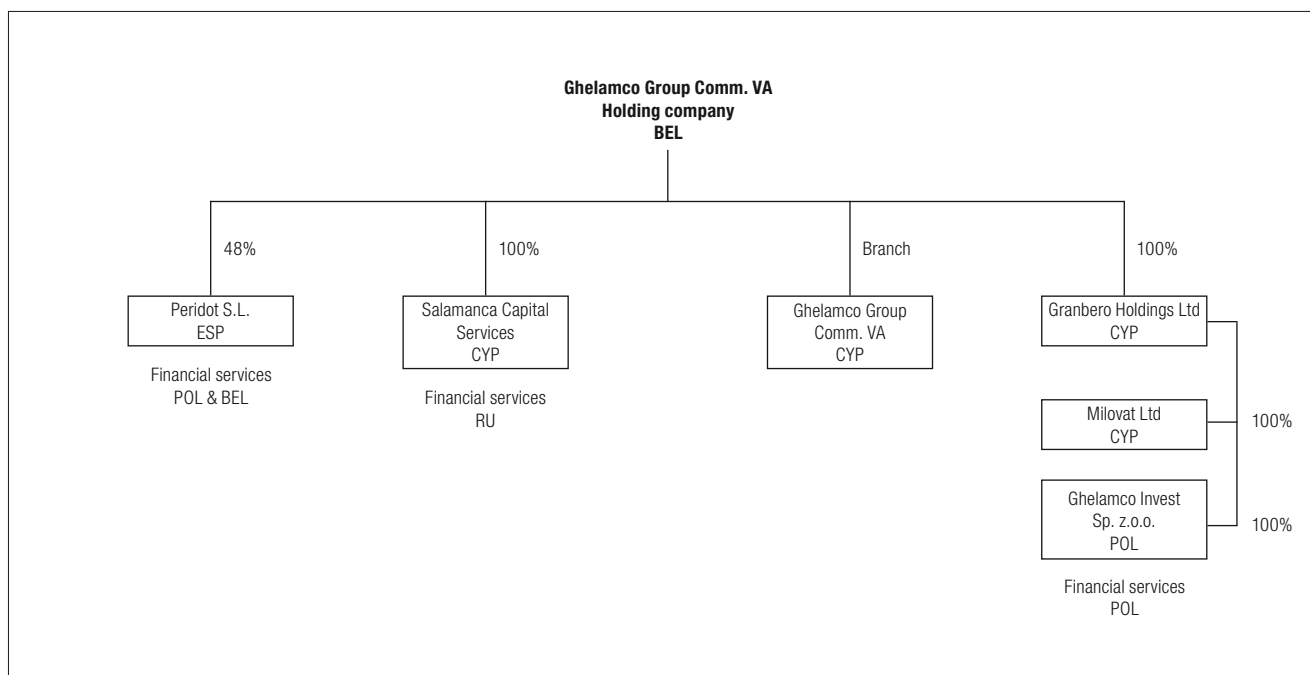 Ghelamco Group Comm. VA
Holding company
BEL
48%
100%
Branch
100%
Peridot S.L.
ESP
Financial services
POL & BEL
Salamanca Capital
Services
CYP
Financial services
RU
Ghelamco Group
Comm. VA
CYP
Granbero Holdings Ltd
CYP
Milovat Ltd
CYP
100%
Ghelamco Invest
Sp. z.o.o.
POL
100%
Financial services
POL